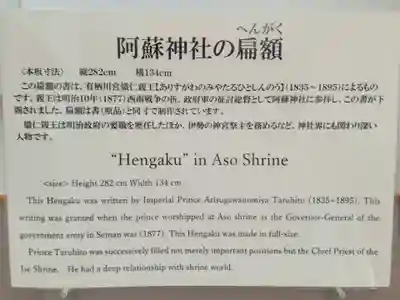 へんがく
阿蘇神社の扁額
〈本板寸法〉 縦282cm 横134cm
この扁額の書は、有栖川宮熾仁親王【ありすがわのみやたるひとしんのう】(1835~1895)によるもの
です。親王は明治10年(1877)西南戦争の折、政府軍の征討総督として阿蘇神社に参拝し、この書が下
賜されました。扁額は書(原品)と同寸で制作されています。
熾仁親王は明治政府の要職を歴任したほか、伊勢の神宮祭主を務めるなど、神社界にも関わり深い
人物です。
"Hengaku" in Aso Shrine
<size> Height 282 cm Width 134 cm
This Hengaku was written by Imperial Prince Arisugawanomiya Taruhito (1835-1895). This
writing was granted when the prince worshipped at Aso shrine as the Governor-General of the
government army in Seinan war (1877). This Hengaku was made in full-size.
Prince Taruhito was successively filled not merely important positions but the Chief Priest of the
Ise Shrine. He had a deep relationship with shrine world.